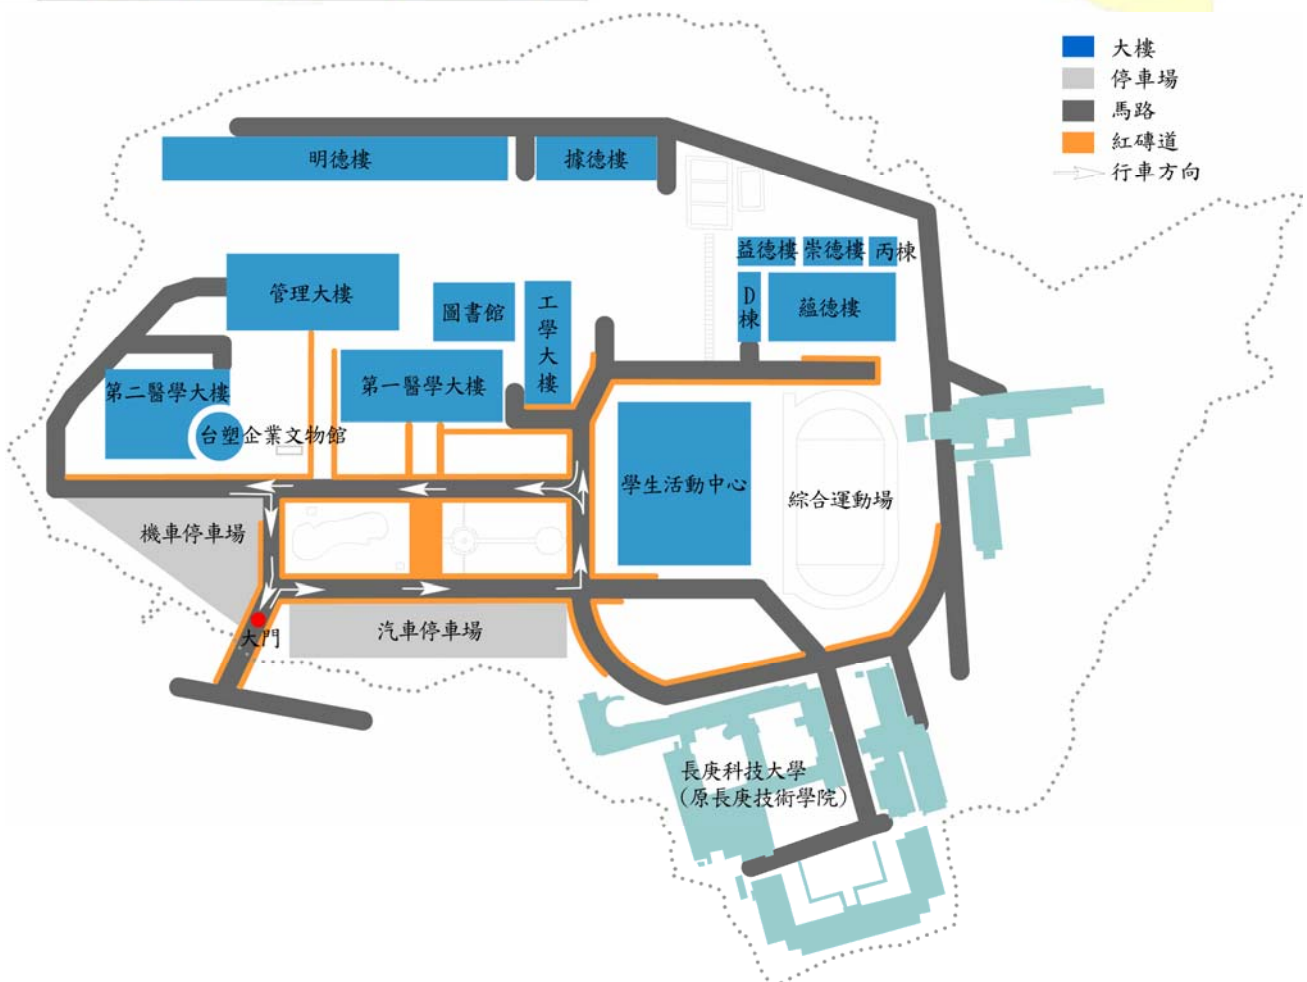 大樓
停車場
馬路
紅磚道
行車方向
明德樓
據德樓
益德樓
崇德樓
丙棟
管理大樓
圖書館
工學大樓
D棟
蘊德樓
第二醫學大樓
第一醫學大樓
台塑企業文物館
學生活動中心
綜合運動場
機車停車場
大門
汽車停車場
長庚科技大學
(原長庚技術學院)